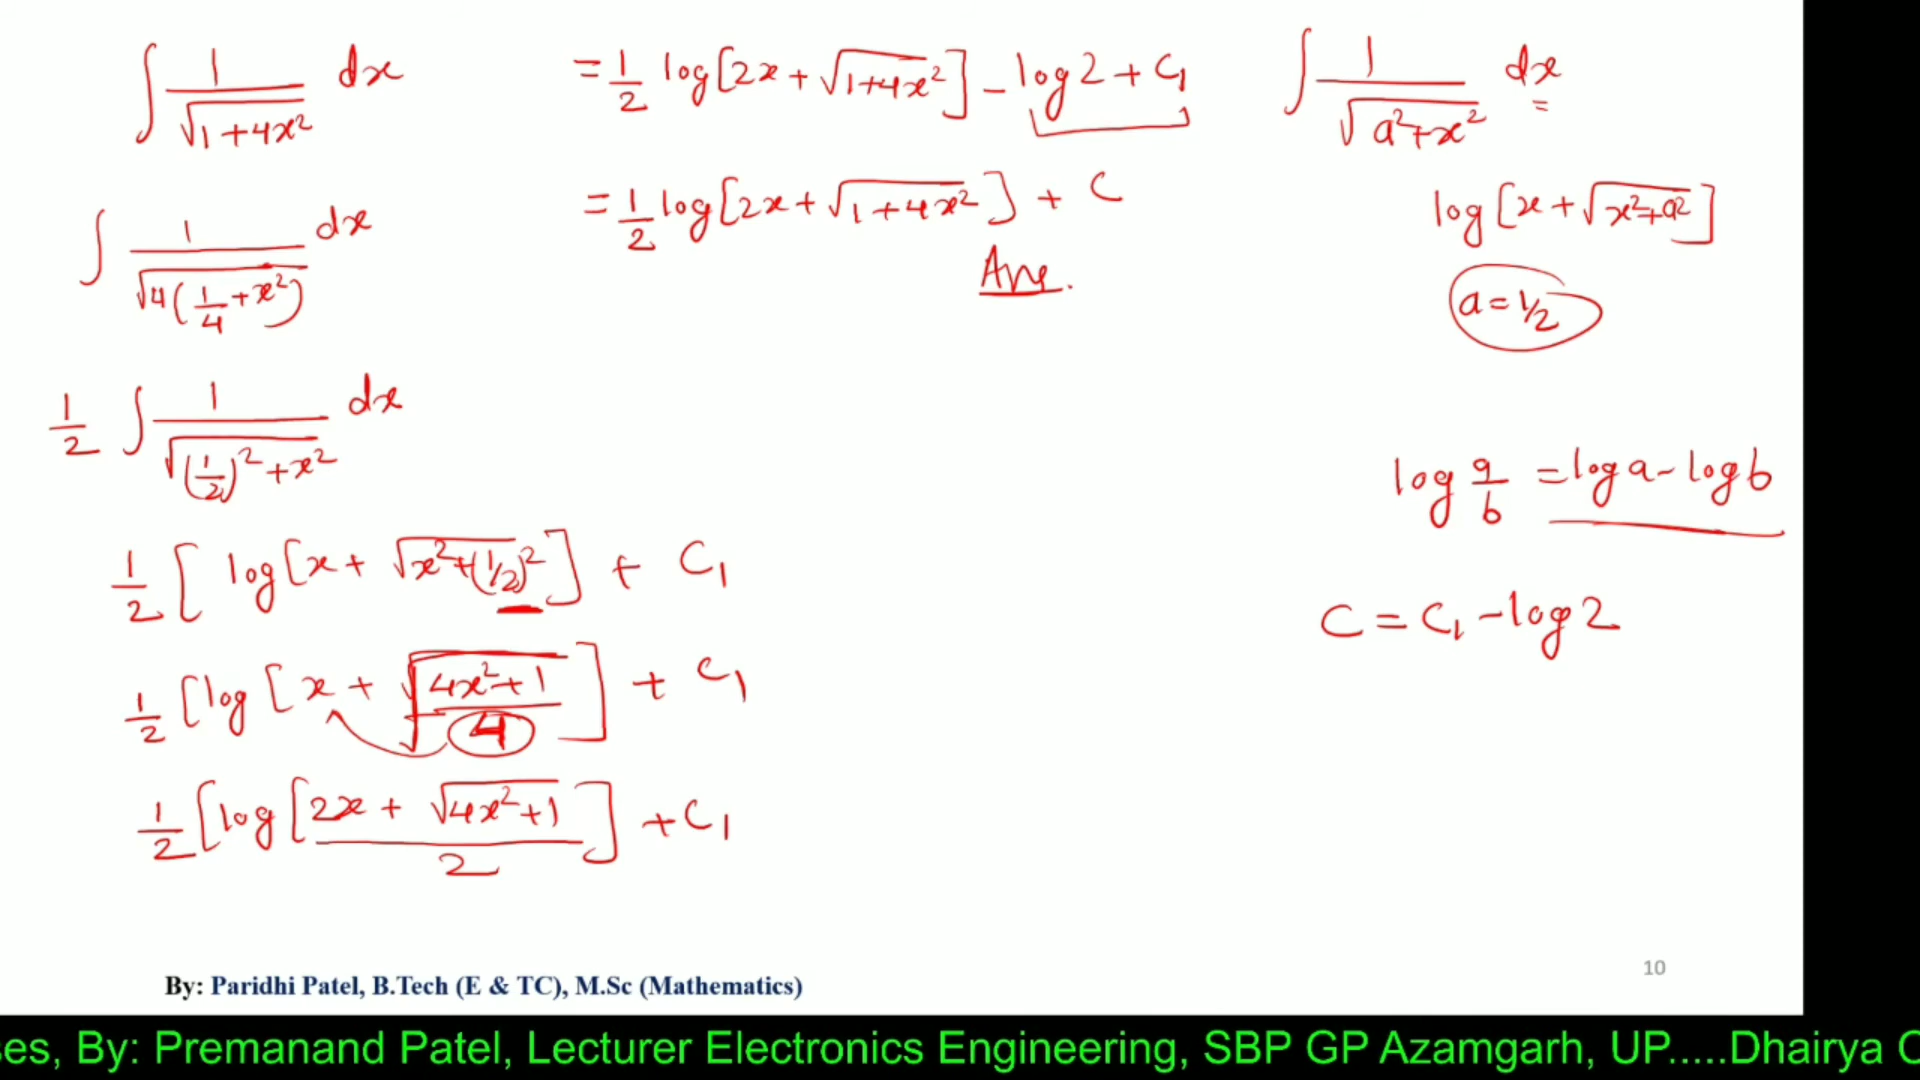 ∫ 1/√(1+4x²) dx
∫ 1/√(4(1/4+x²)) dx
1/2 ∫ 1/√((1/2)²+x²) dx
1/2 [ log[x + √(x²+(1/2)²] + C₁
1/2 [log [x + √((4x²+1)/4)] + C₁
1/2 [log [(2x + √(4x²+1))/2] + C₁
= 1/2 log[2x + √(1+4x²)] - log2 + C₁
= 1/2 log[2x + √(1+4x²)] + C
Ans.
∫ 1/√(a²+x²) dx
=
log [x + √(x²+a²)]
a = 1/2
log a/b = log a - log b
C = C₁ - log 2
By: Paridhi Patel, B.Tech (E & TC), M.Sc (Mathematics)
10
es, By: Premanand Patel, Lecturer Electronics Engineering, SBP GP Azamgarh, UP.....Dhairya C